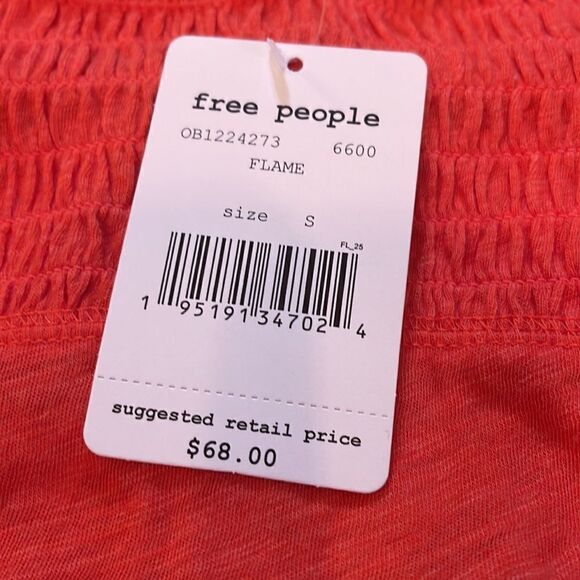 free people
OB1224273 6600
FLAME
size S
FL_25
1 95191 34702 4
suggested retail price
$68.00